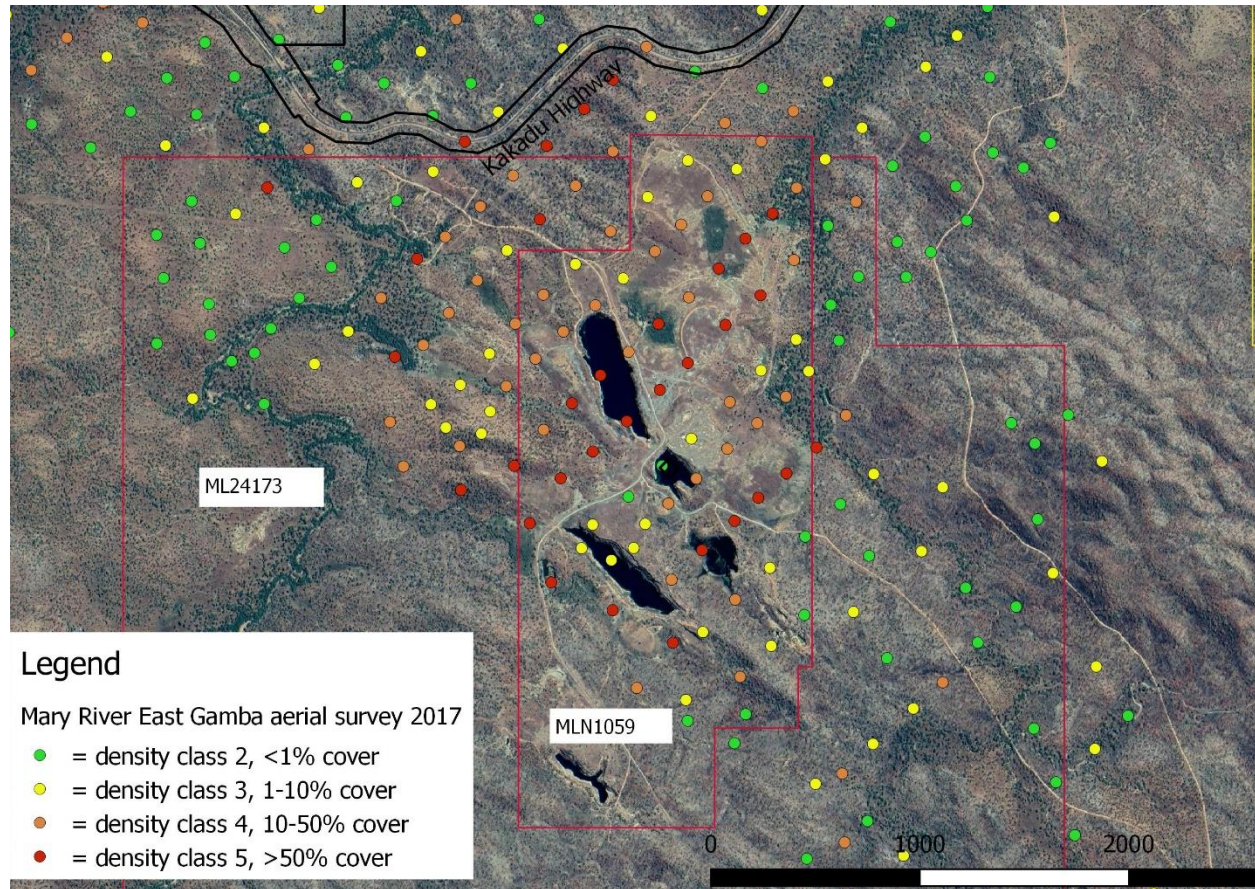 Kakadu Highway
ML24173
MLN1059
Legend
Mary River East Gamba aerial survey 2017
= density class 2, <1% cover
= density class 3, 1-10% cover
= density class 4, 10-50% cover
= density class 5, >50% cover
0 1000 2000